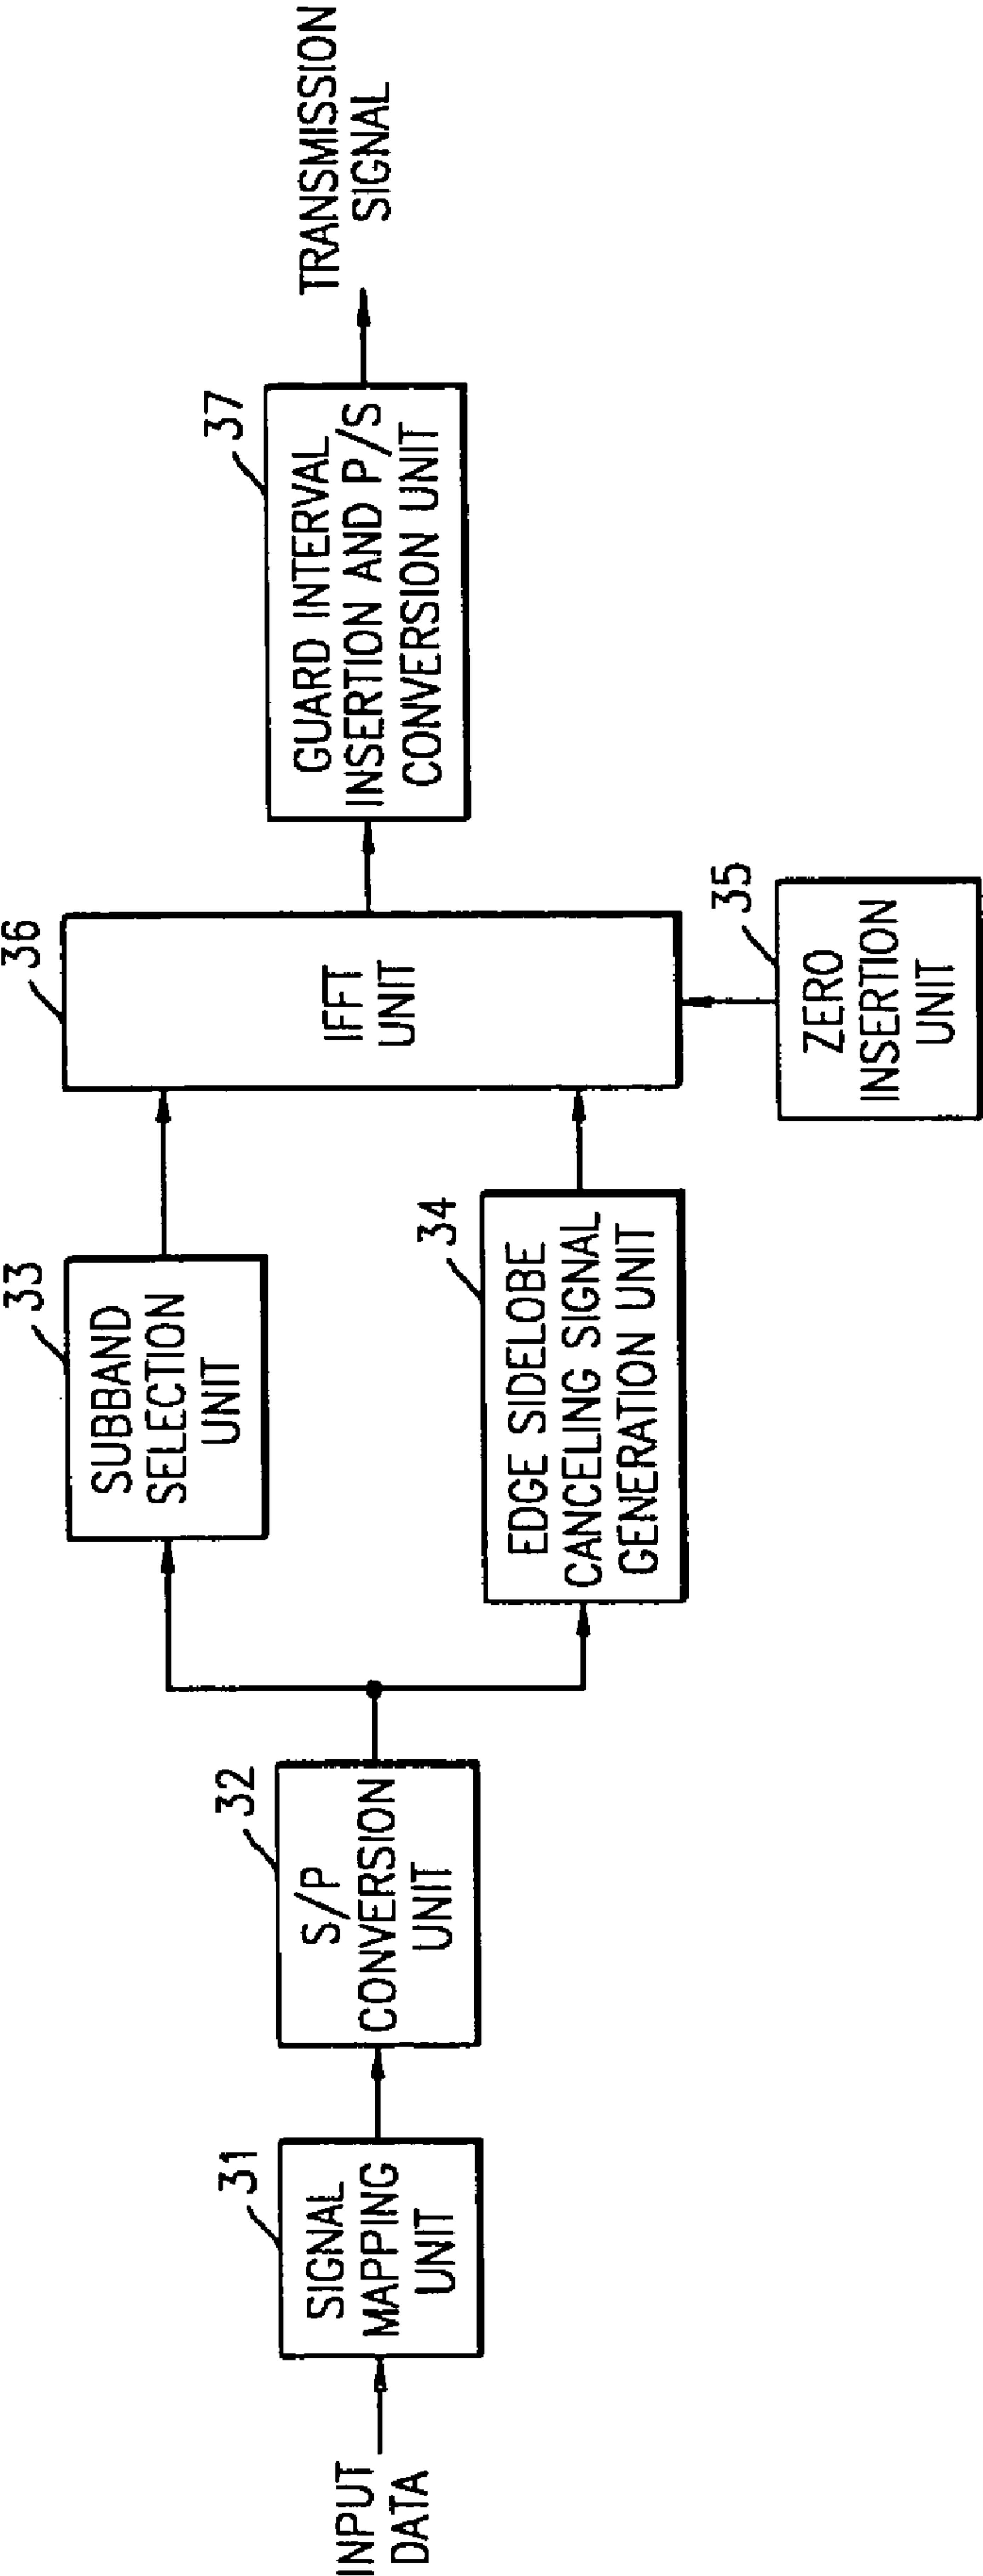 INPUT
DATA
31
SIGNAL
MAPPING
UNIT
32
S/P
CONVERSION
UNIT
33
SUBBAND
SELECTION
UNIT
34
EDGE SIDELOBE
CANCELING SIGNAL
GENERATION UNIT
36
IFFT
UNIT
35
ZERO
INSERTION
UNIT
37
GUARD INTERVAL
INSERTION AND P/S
CONVERSION UNIT
TRANSMISSION
SIGNAL